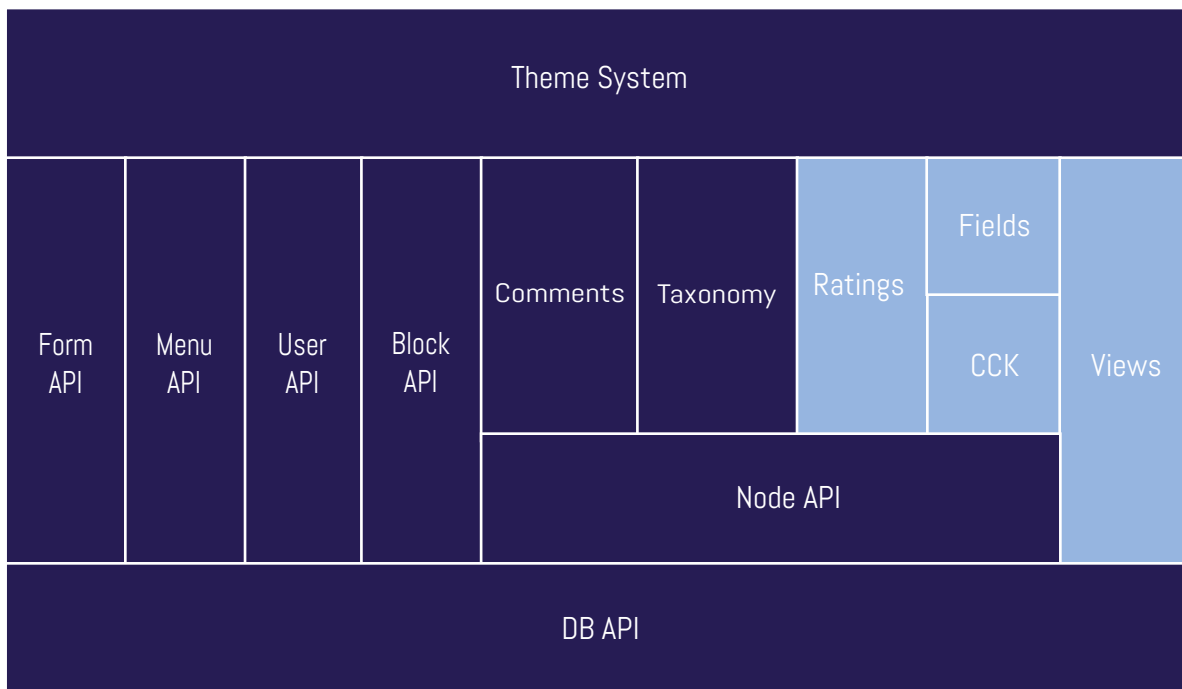 Theme System
Form
API
Menu
API
User
API
Block
API
Comments
Taxonomy
Ratings
Fields
CCK
Views
Node API
DB API